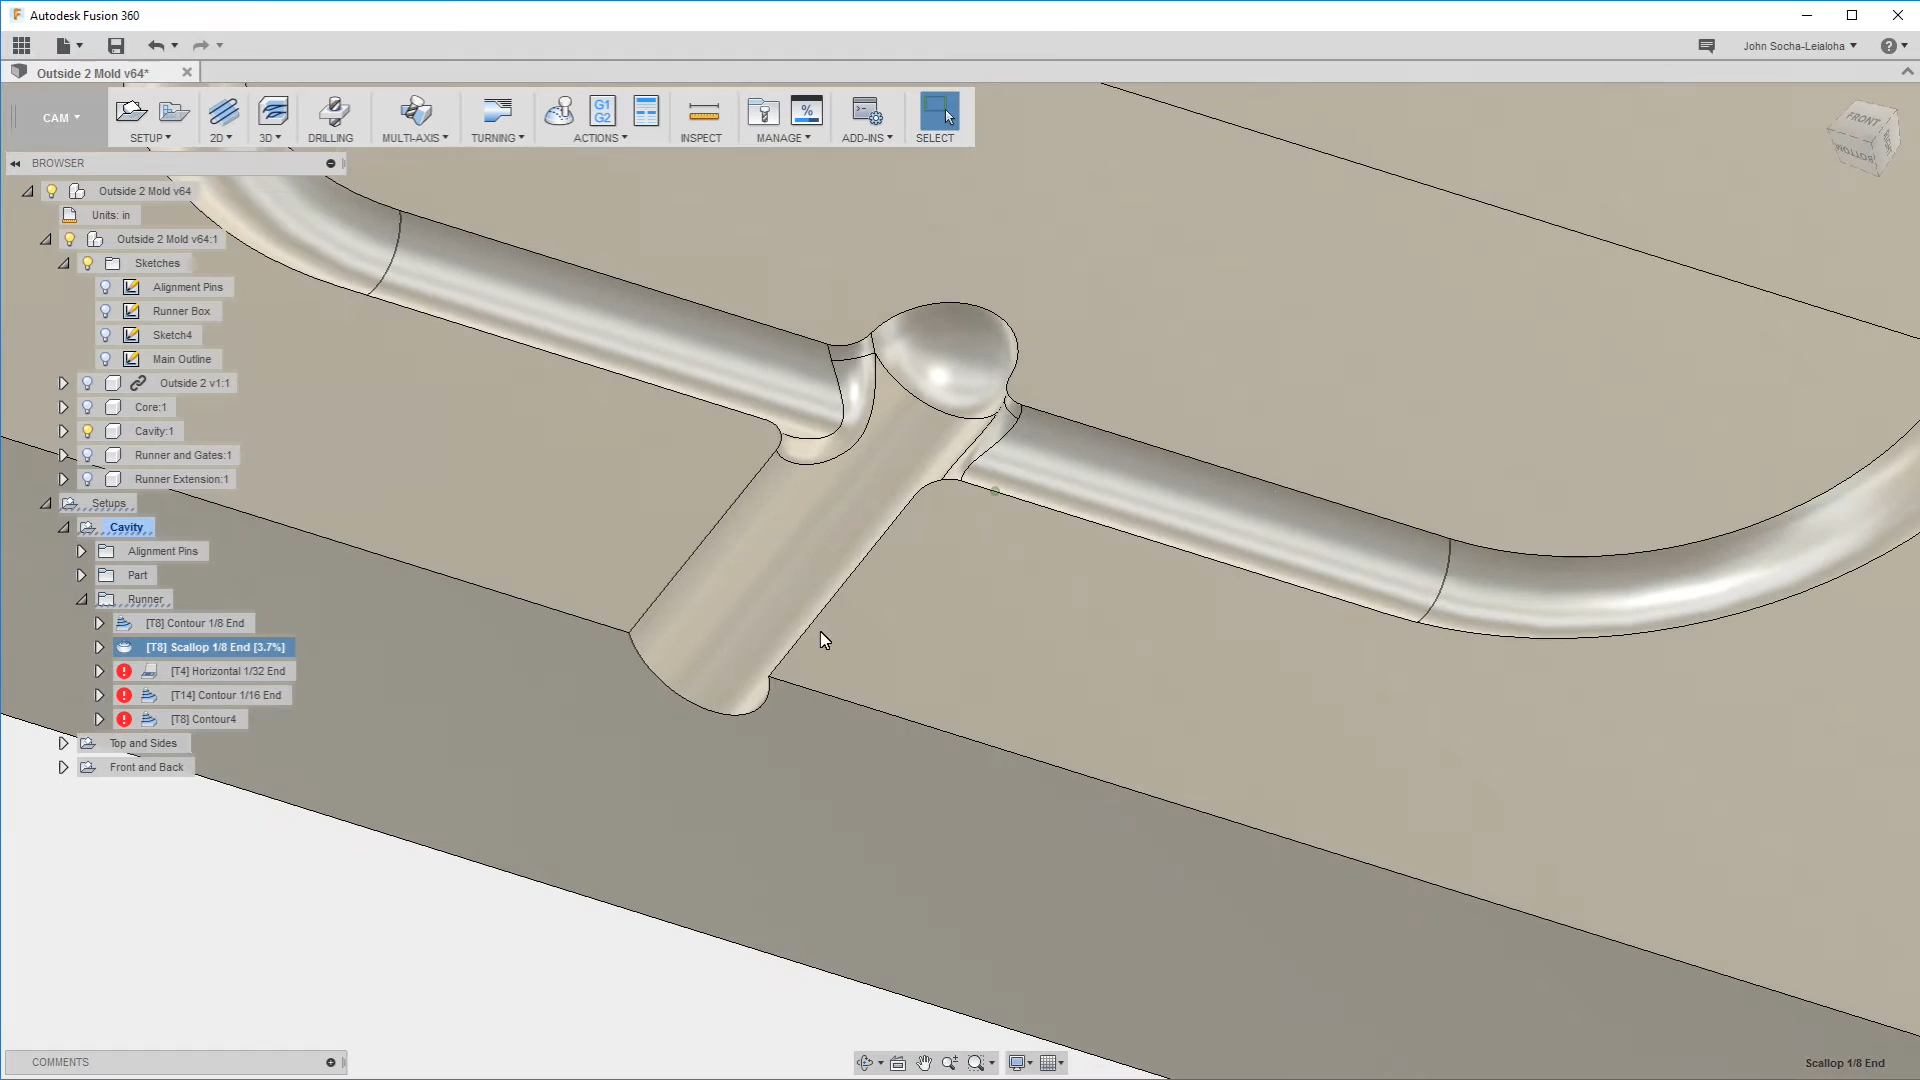 Autodesk Fusion 360
John Socha-Leialoha
Outside 2 Mold v64*
CAM
SETUP
2D
3D
DRILLING
MULTI-AXIS
TURNING
G1
G2
ACTIONS
INSPECT
%
MANAGE
ADD-INS
SELECT
FRONT
BOTTOM
BROWSER
Outside 2 Mold v64
Units: in
Outside 2 Mold v64:1
Sketches
Alignment Pins
Runner Box
Sketch4
Main Outline
Outside 2 v1:1
Core:1
Cavity:1
Runner and Gates:1
Runner Extension:1
Setups
Cavity
Alignment Pins
Part
Runner
[T8] Contour 1/8 End
[T8] Scallop 1/8 End [3.7%]
[T4] Horizontal 1/32 End
[T14] Contour 1/16 End
[T8] Contour4
Top and Sides
Front and Back
COMMENTS
Scallop 1/8 End